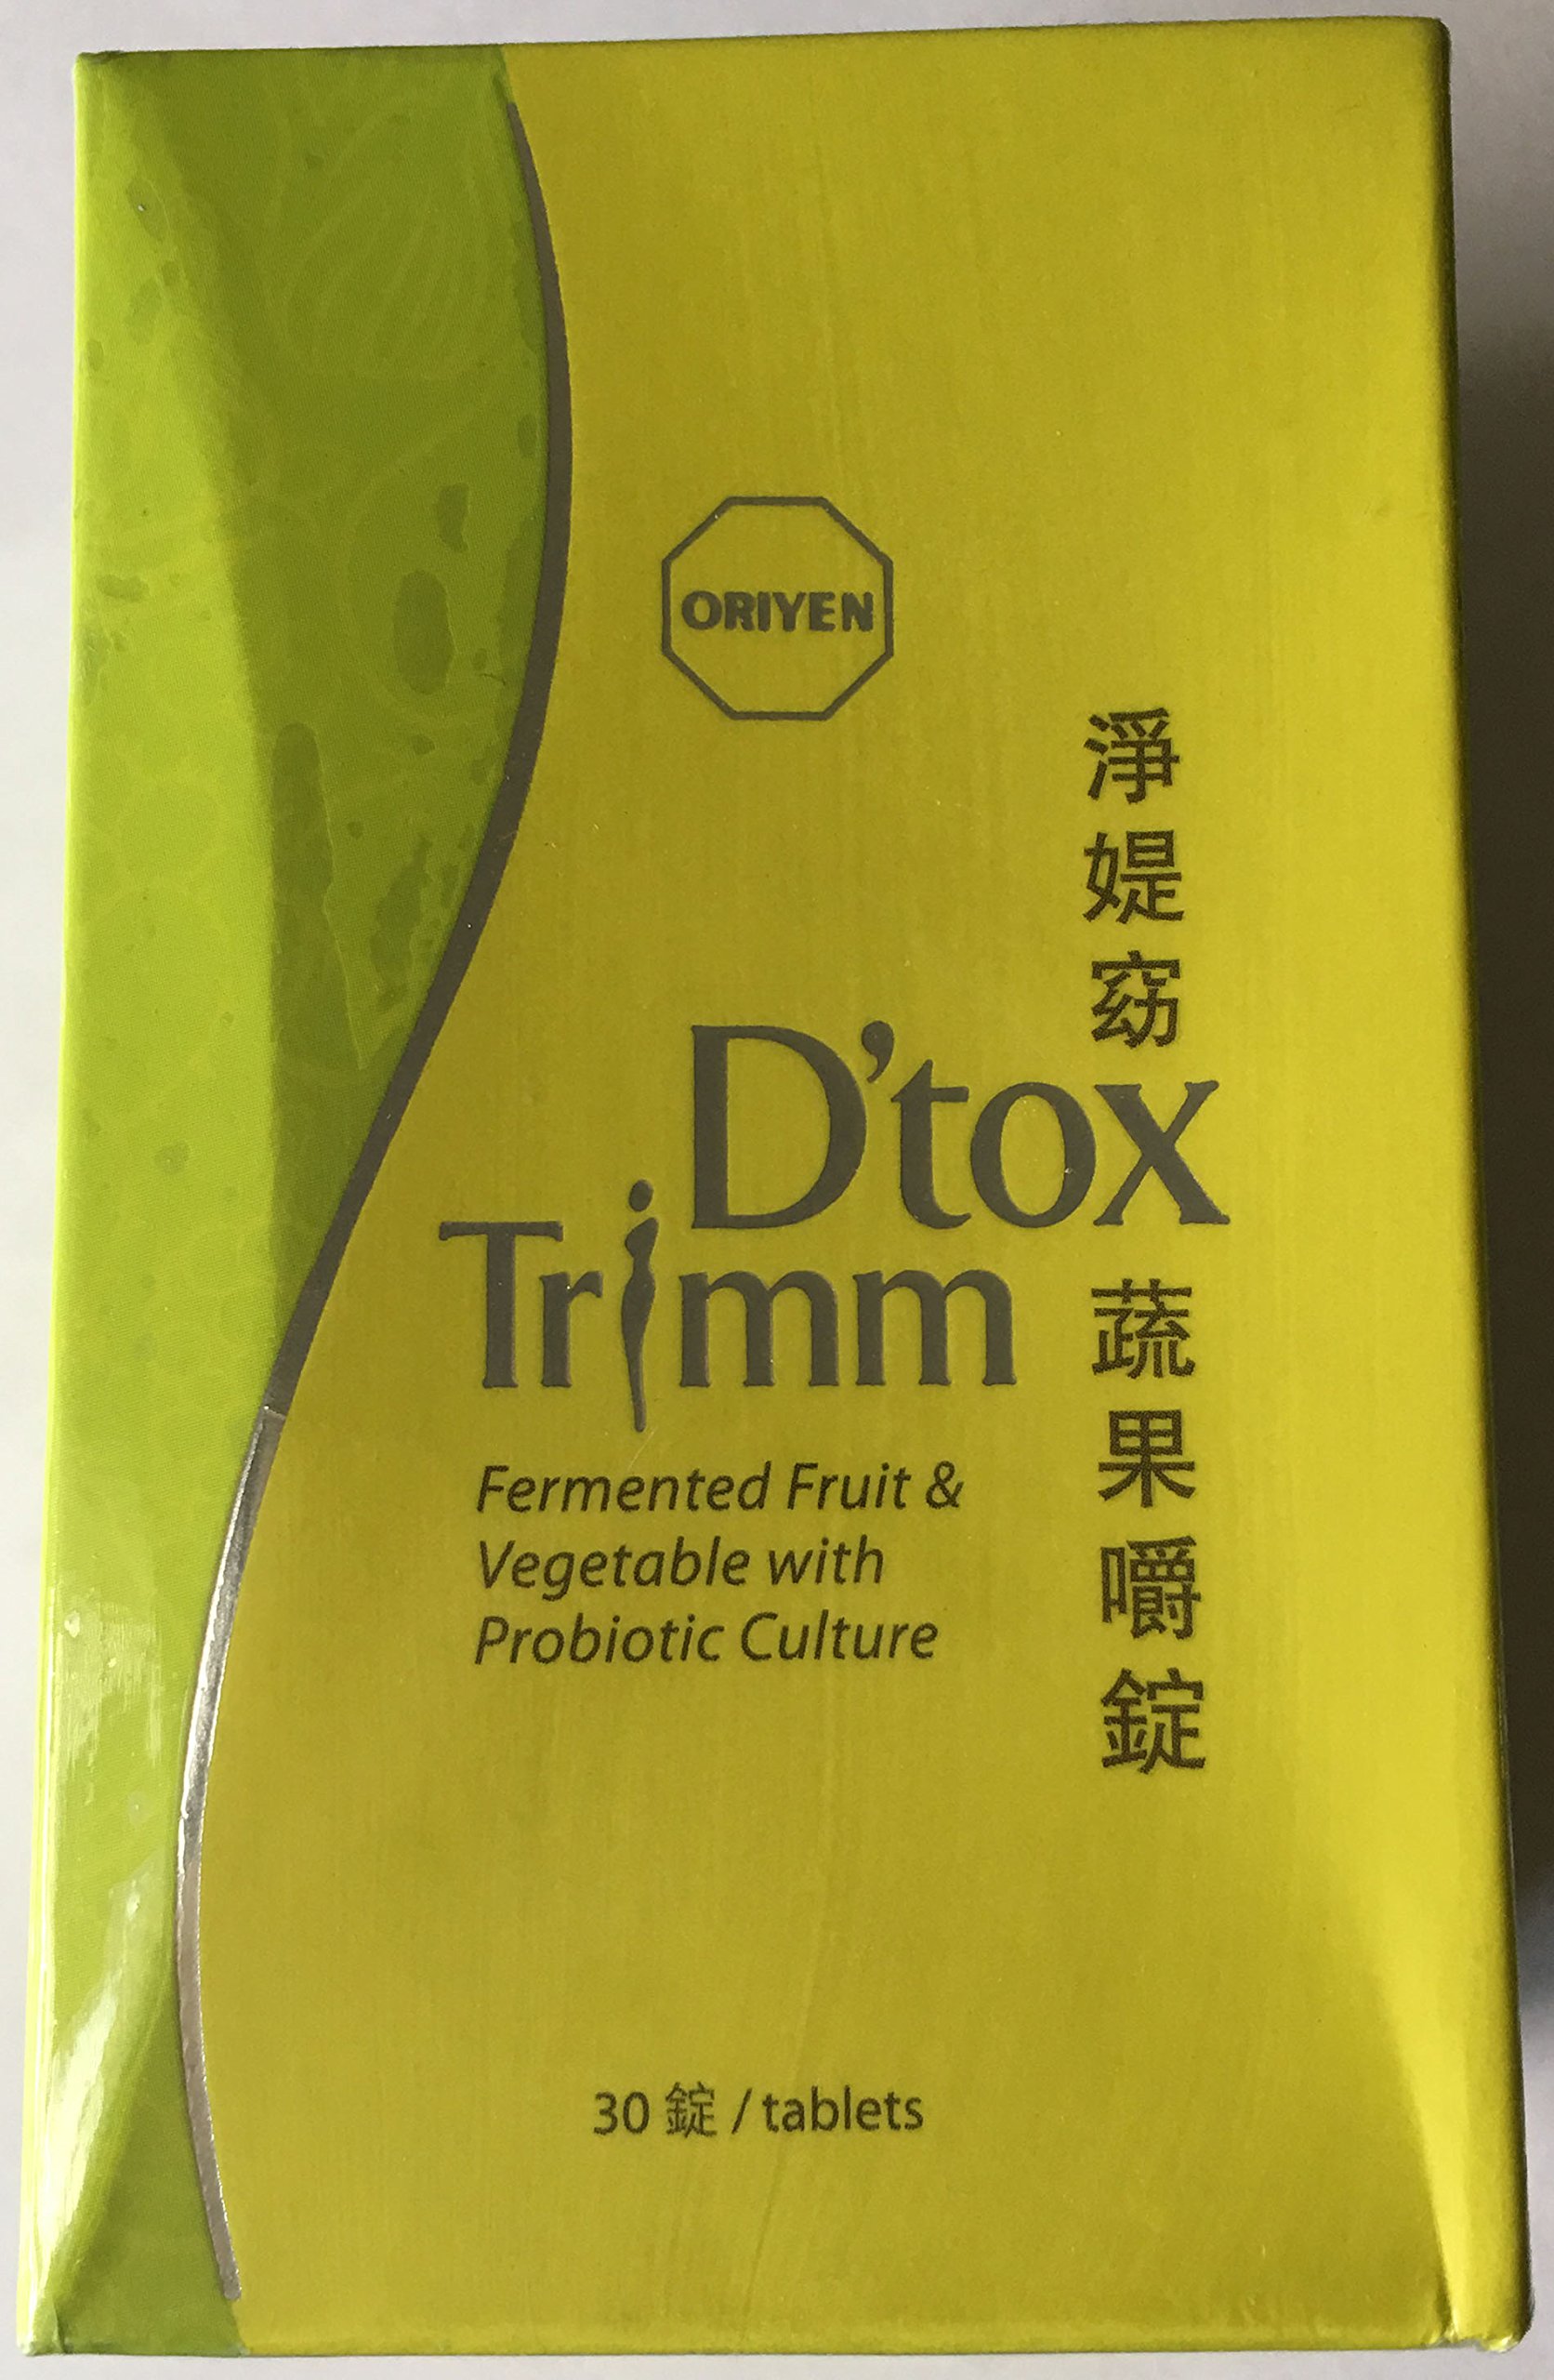 ORIYEN
淨媞窈
D'tox
Trimm
蔬果嚼錠
Fermented Fruit &
Vegetable with
Probiotic Culture
30 錠 / tablets